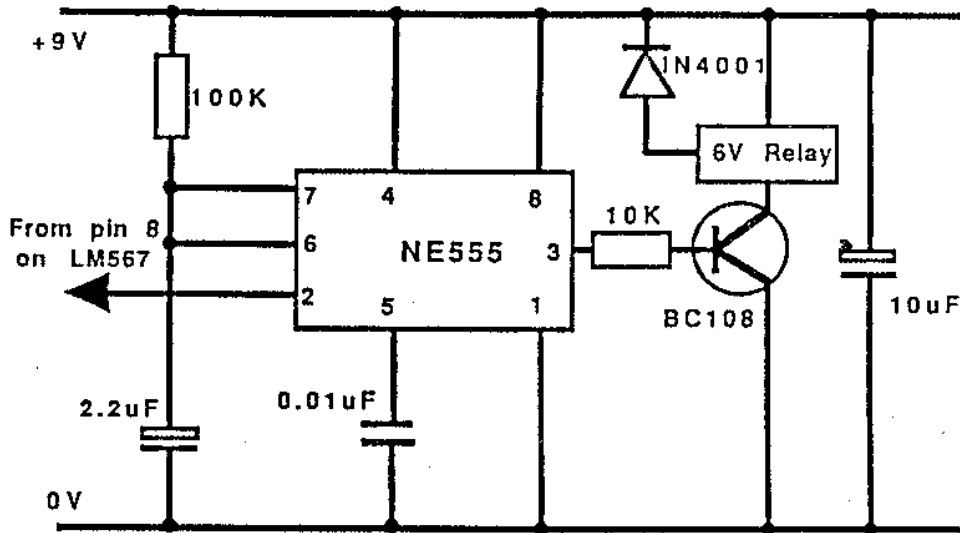 +9V
IN4001
100K
6V Relay
7
4
8
From pin 8
on LM567
6
NE555
3
10K
2
5
1
BC108
10uF
2.2uF
0.01uF
0V